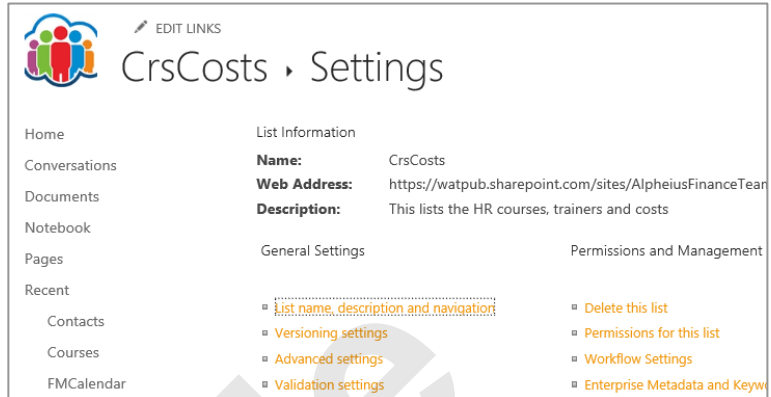 EDIT LINKS
CrsCosts ▸ Settings
Home
Conversations
Documents
Notebook
Pages
Recent
Contacts
Courses
FMCalendar
List Information
Name: CrsCosts
Web Address: https://watpub.sharepoint.com/sites/AlpheiusFinanceTeam
Description: This lists the HR courses, trainers and costs
General Settings
List name, description and navigation
Versioning settings
Advanced settings
Validation settings
Permissions and Management
Delete this list
Permissions for this list
Workflow Settings
Enterprise Metadata and Keyw